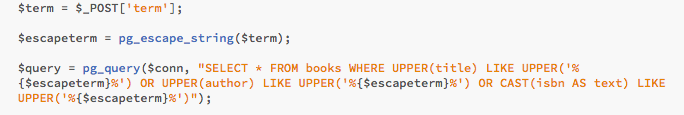 $term = $_POST['term'];
$escapeterm = pg_escape_string($term);
$query = pg_query($conn, "SELECT * FROM books WHERE UPPER(title) LIKE UPPER('%
{$escapeterm}%') OR UPPER(author) LIKE UPPER('%{$escapeterm}%') OR CAST(isbn AS text) LIKE
UPPER('%{$escapeterm}%')");